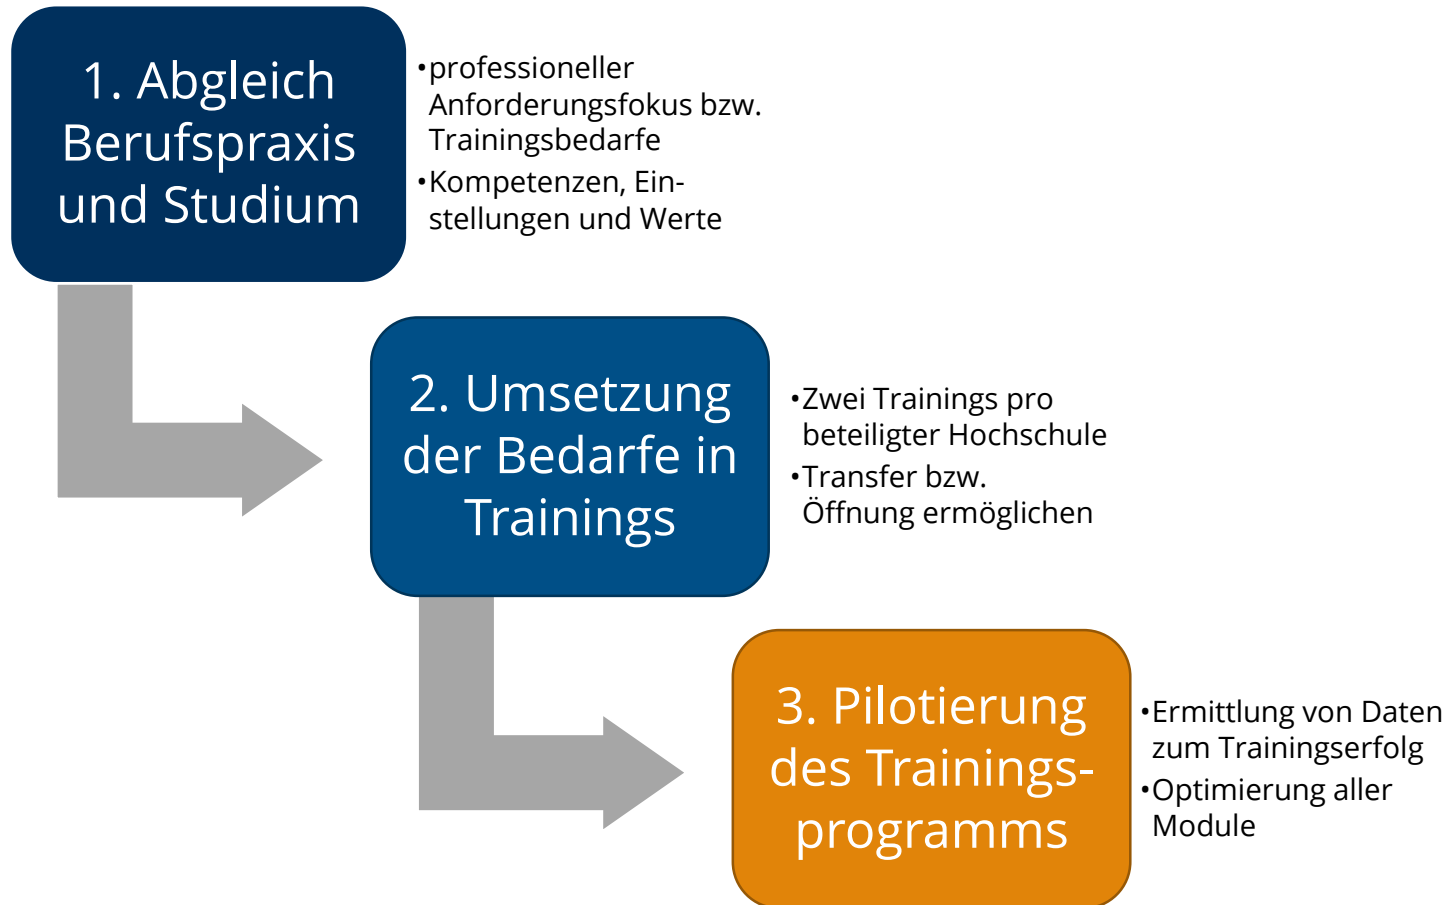 1. Abgleich
Berufspraxis
und Studium
•professioneller
Anforderungsfokus bzw.
Trainingsbedarfe
•Kompetenzen, Ein-
stellungen und Werte
2. Umsetzung
der Bedarfe in
Trainings
•Zwei Trainings pro
beteiligter Hochschule
•Transfer bzw.
Öffnung ermöglichen
3. Pilotierung
des Trainings-
programms
•Ermittlung von Daten
zum Trainingserfolg
•Optimierung aller
Module